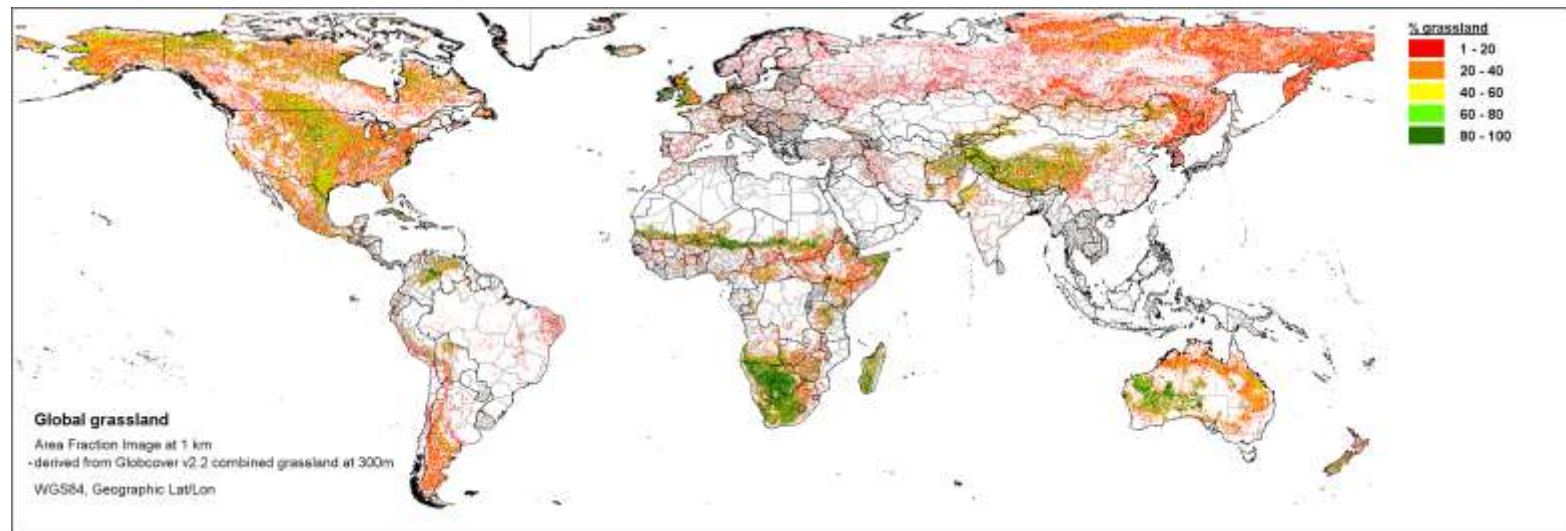 % grassland
1 - 20
20 - 40
40 - 60
60 - 80
80 - 100
Global grassland
Area Fraction Image at 1 km
- derived from Globcover v2.2 combined grassland at 300m
WGS84, Geographic Lat/Lon